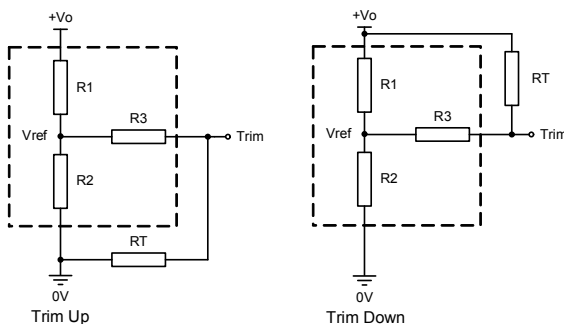 +Vo
R1
Vref
R3
Trim
R2
RT
0V
Trim Up
+Vo
R1
RT
R3
Vref
Trim
R2
0V
Trim Down